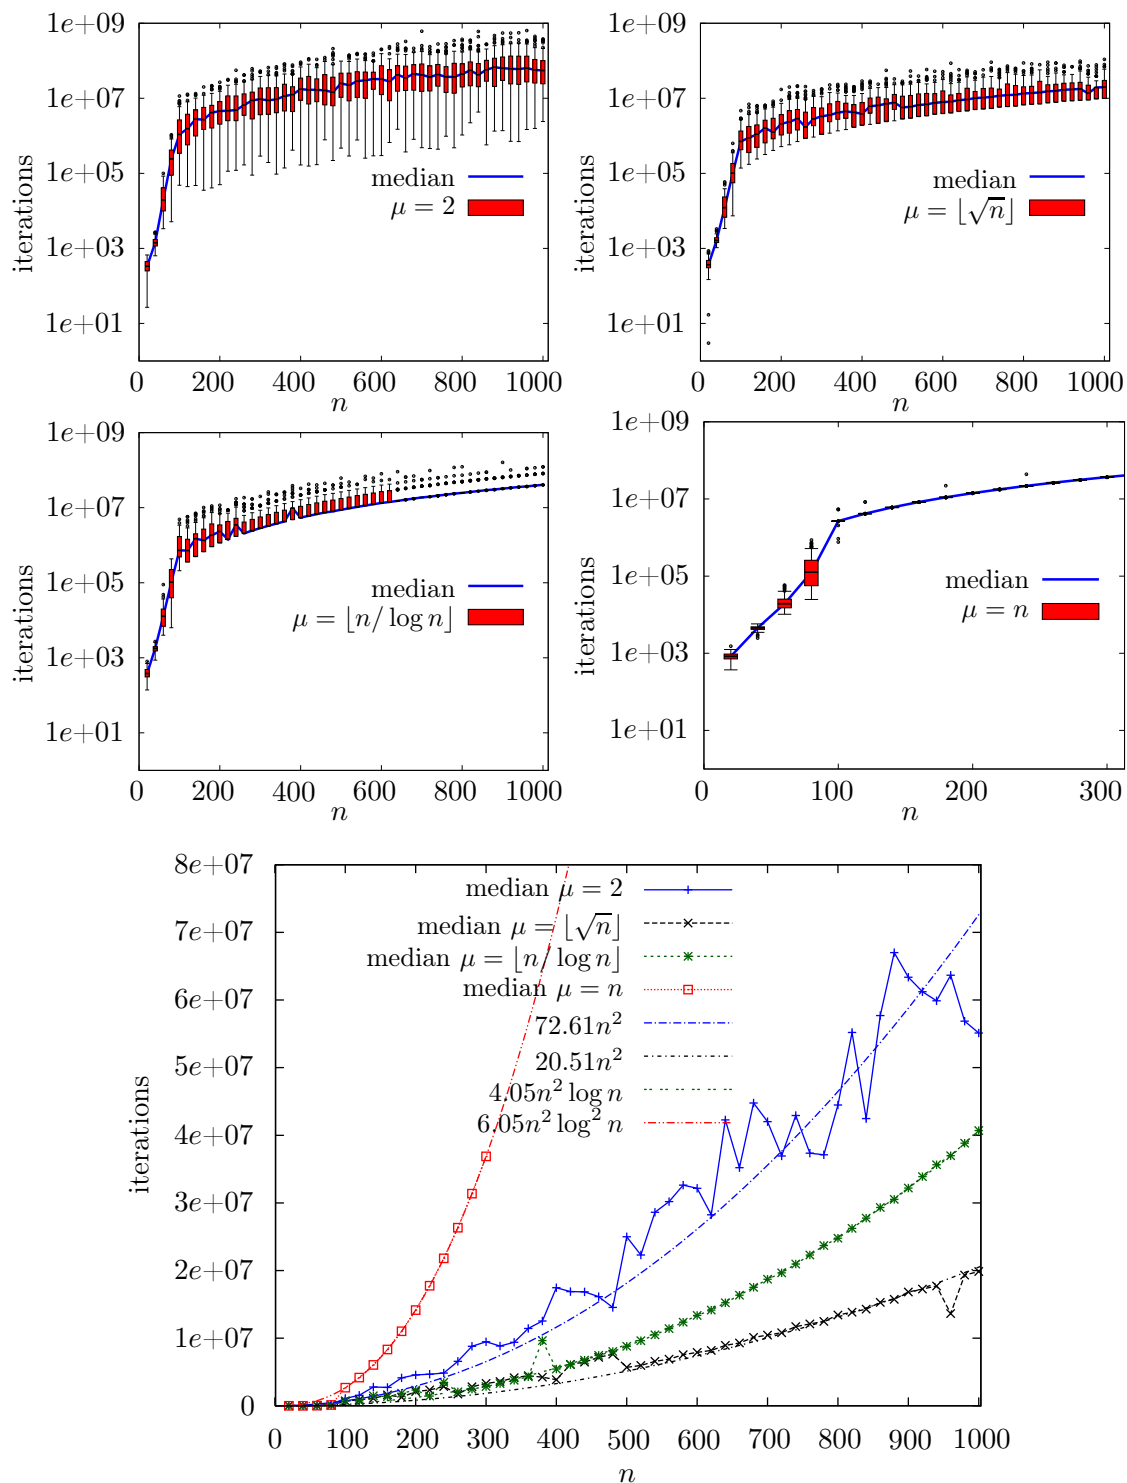 1e+09
1e+07
1e+05
1e+03
1e+01
iterations
median
μ = 2
0 200 400 600 800 1000
n
1e+09
1e+07
1e+05
1e+03
1e+01
iterations
median
μ = ⌊√n⌋
0 200 400 600 800 1000
n
1e+09
1e+07
1e+05
1e+03
1e+01
iterations
median
μ = ⌊n/ log n⌋
0 200 400 600 800 1000
n
1e+09
1e+07
1e+05
1e+03
1e+01
iterations
median
μ = n
0 100 200 300
n
8e+07
7e+07
6e+07
5e+07
4e+07
3e+07
2e+07
1e+07
0
iterations
median μ = 2
median μ = ⌊√n⌋
median μ = ⌊n/ log n⌋
median μ = n
72.61n²
20.51n²
4.05n² log n
6.05n² log² n
0 100 200 300 400 500 600 700 800 900 1000
n